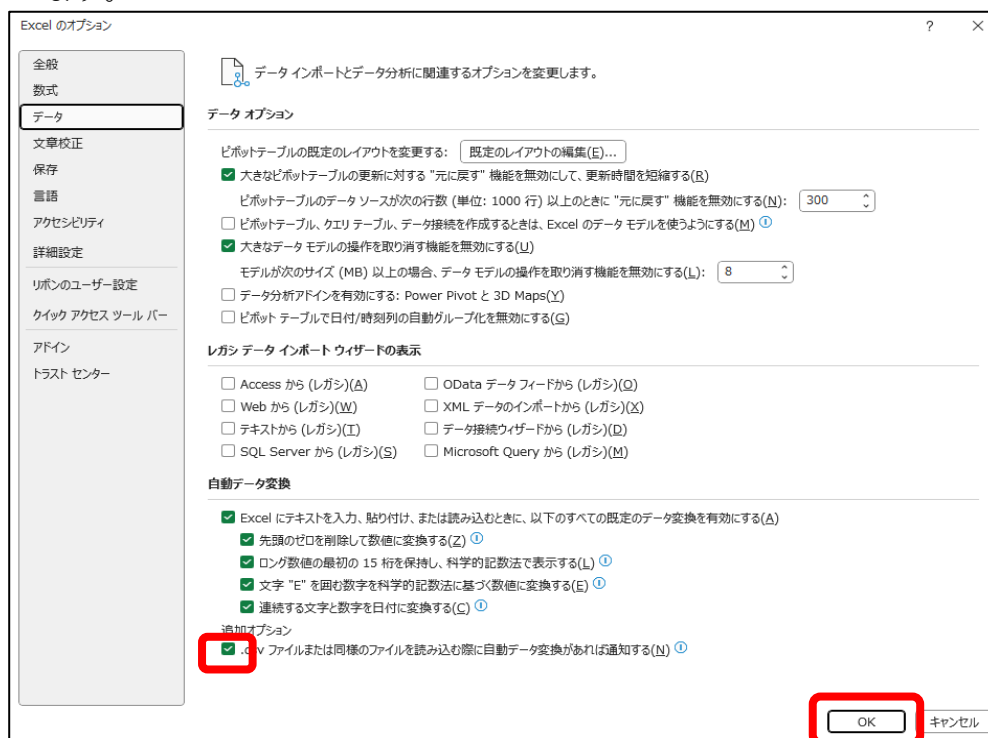 Excel のオプション
?
×
全般
数式
データ
文章校正
保存
言語
アクセシビリティ
詳細設定
リボンのユーザー設定
クイック アクセス ツール バー
アドイン
トラスト センター
データ インポートとデータ分析に関連するオプションを変更します。
データ オプション
ピボットテーブルの既定のレイアウトを変更する: 既定のレイアウトの編集(E)...
大きなピボットテーブルの更新に対する "元に戻す" 機能を無効にして、更新時間を短縮する(R)
ピボットテーブルのデータ ソースが次の行数 (単位: 1000 行) 以上のときに "元に戻す" 機能を無効にする(N): 300
ピボットテーブル、クエリ テーブル、データ接続を作成するときは、Excel のデータ モデルを使うようにする(M)
大きなデータ モデルの操作を取り消す機能を無効にする(U)
モデルが次のサイズ (MB) 以上の場合、データ モデルの操作を取り消す機能を無効にする(L): 8
データ分析アドインを有効にする: Power Pivot と 3D Maps(Y)
ピボット テーブルで日付/時刻列の自動グループ化を無効にする(G)
レガシ データ インポート ウィザードの表示
Access から (レガシ)(A) OData データ フィードから (レガシ)(O)
Web から (レガシ)(W) XML データのインポートから (レガシ)(X)
テキストから (レガシ)(T) データ接続ウィザードから (レガシ)(D)
SQL Server から (レガシ)(S) Microsoft Query から (レガシ)(M)
自動データ変換
Excel にテキストを入力、貼り付け、または読み込むときに、以下のすべての既定のデータ変換を有効にする(A)
先頭のゼロを削除して数値に変換する(Z)
ロング数値の最初の 15 桁を保持し、科学的記数法で表示する(L)
文字 "E" を囲む数字を科学的記数法に基づく数値に変換する(E)
連続する文字と数字を日付に変換する(C)
追加オプション
.csv ファイルまたは同様のファイルを読み込む際に自動データ変換があれば通知する(N)
OK キャンセル